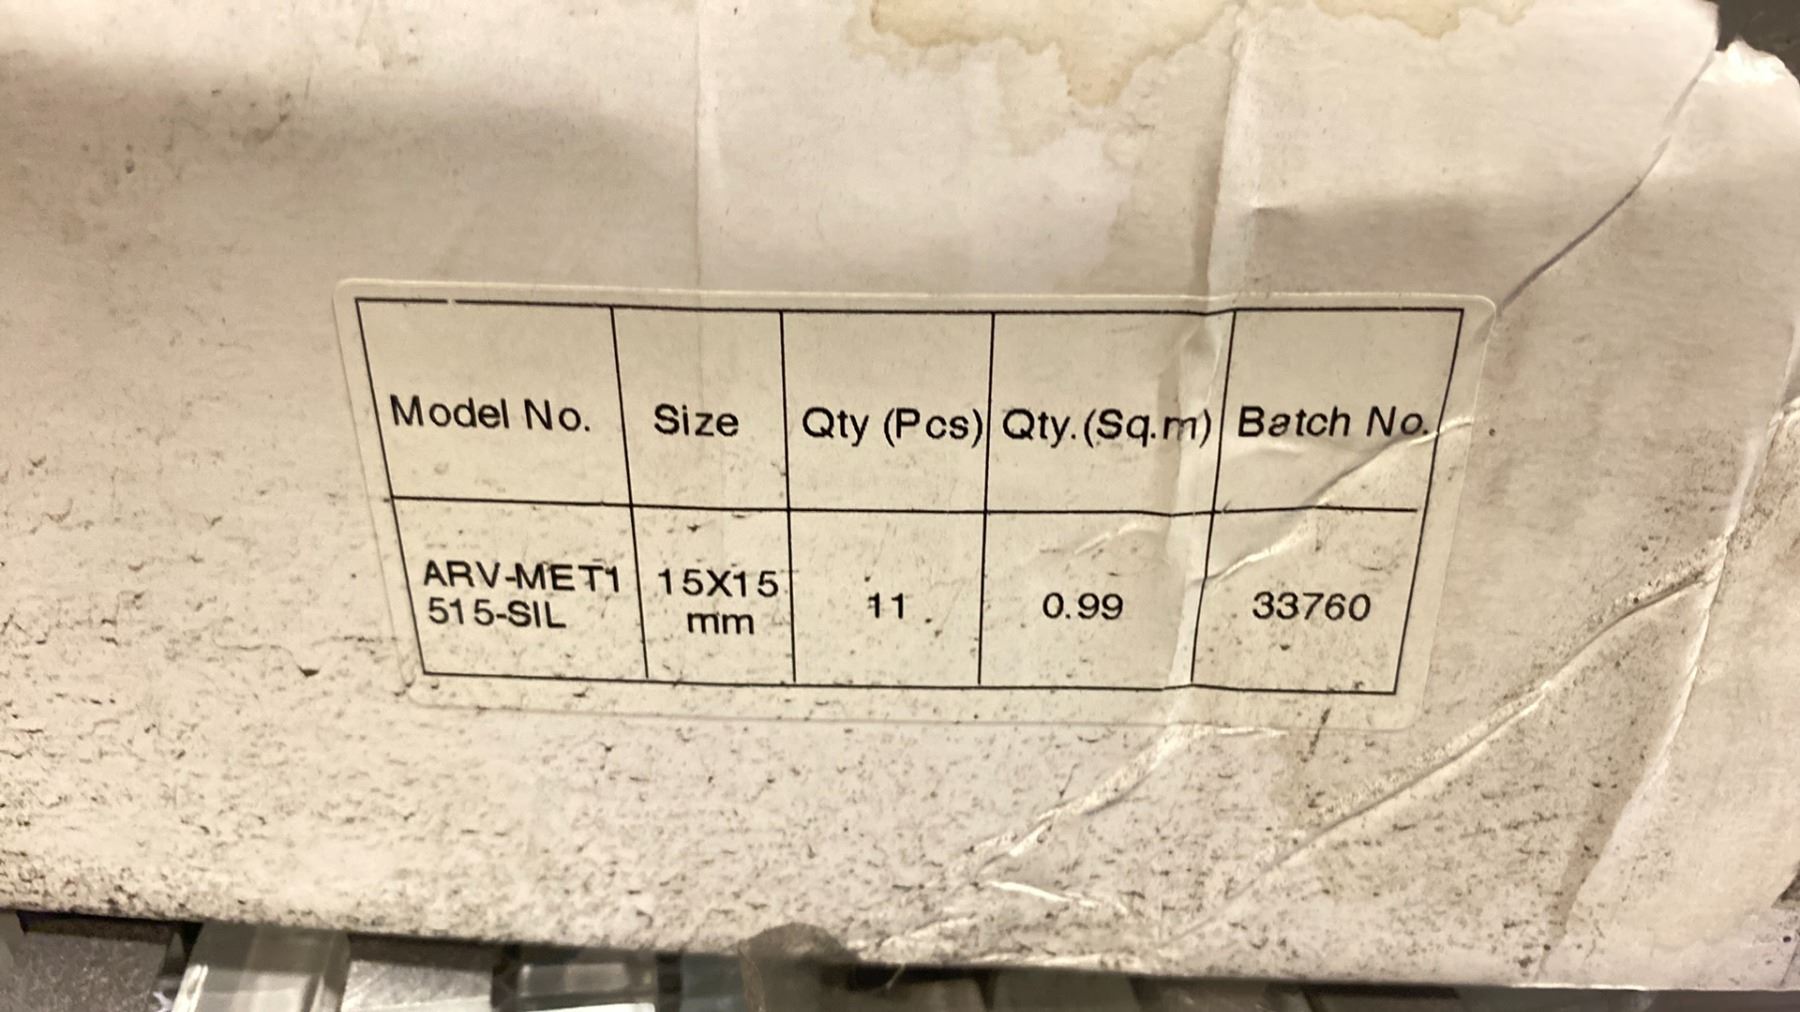 Model No. Size Qty (Pcs) Qty.(Sq.m) Batch No.
ARV-MET1 15X15 11 0.99 33760
515-SIL mm